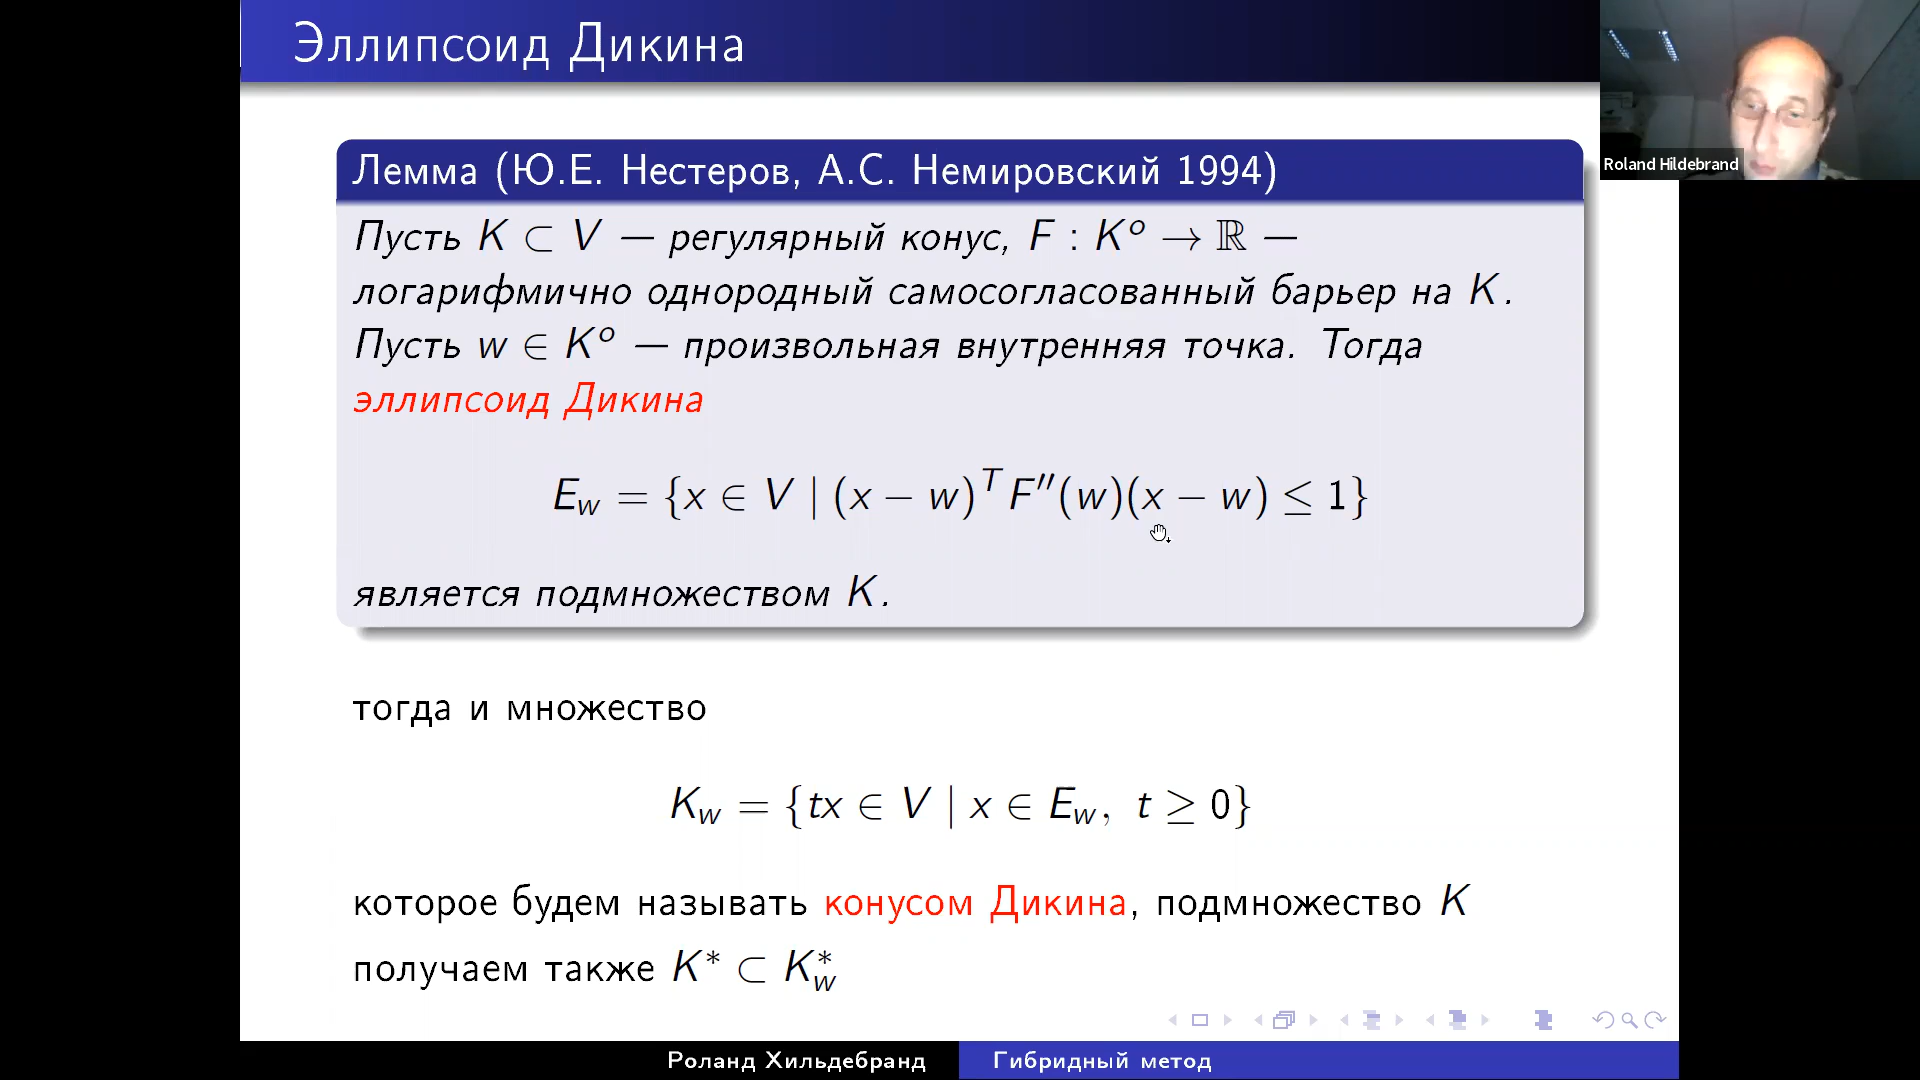 Эллипсоид Дикина
Roland Hildebrand
Лемма (Ю.Е. Нестеров, А.С. Немировский 1994)
Пусть K ⊂ V — регулярный конус, F : K^o → ℝ —
логарифмично однородный самосогласованный барьер на K.
Пусть w ∈ K^o — произвольная внутренняя точка. Тогда
эллипсоид Дикина
E_w = {x ∈ V | (x − w)^T F''(w)(x − w) ≤ 1}
является подмножеством K.
тогда и множество
K_w = {tx ∈ V | x ∈ E_w, t ≥ 0}
которое будем называть конусом Дикина, подмножество K
получаем также K^* ⊂ K_w^*
Роланд Хильдебранд
Гибридный метод